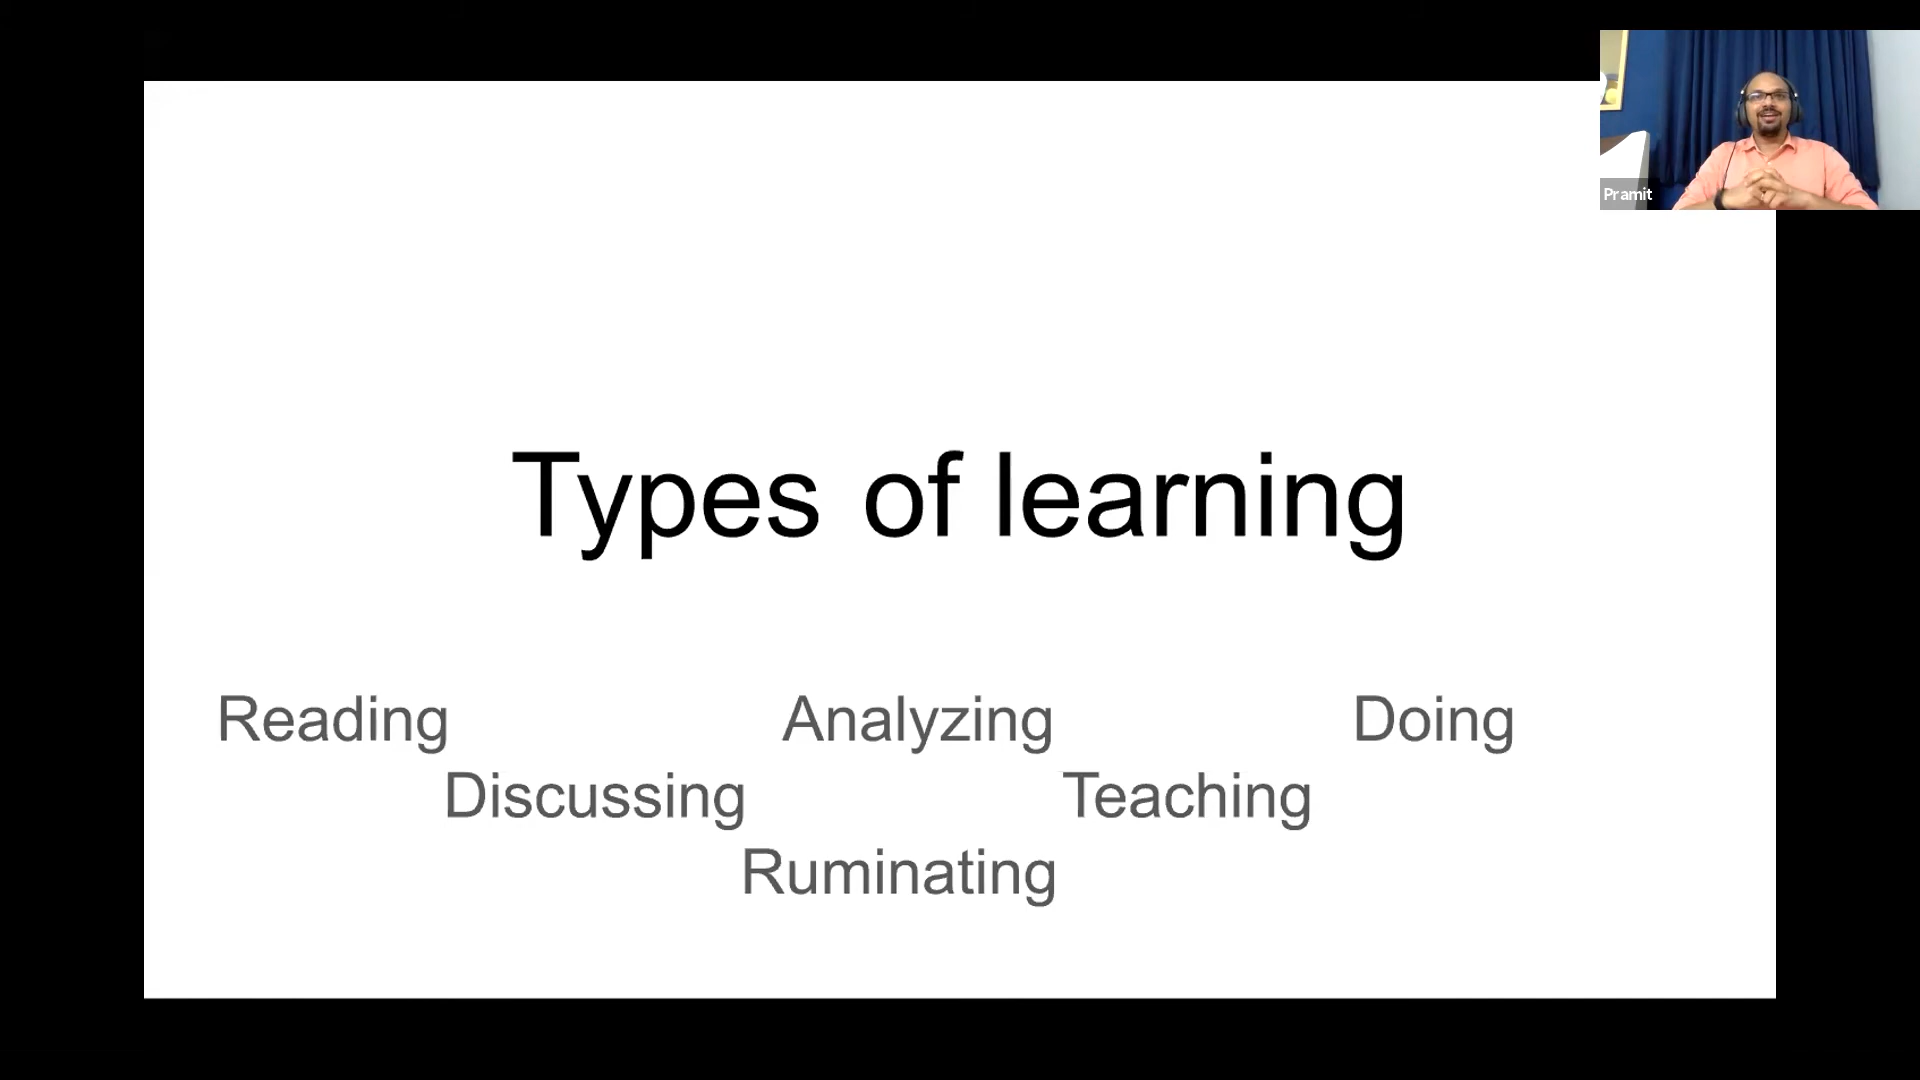 Pramit
Types of learning
Reading Analyzing Doing
Discussing Teaching
Ruminating